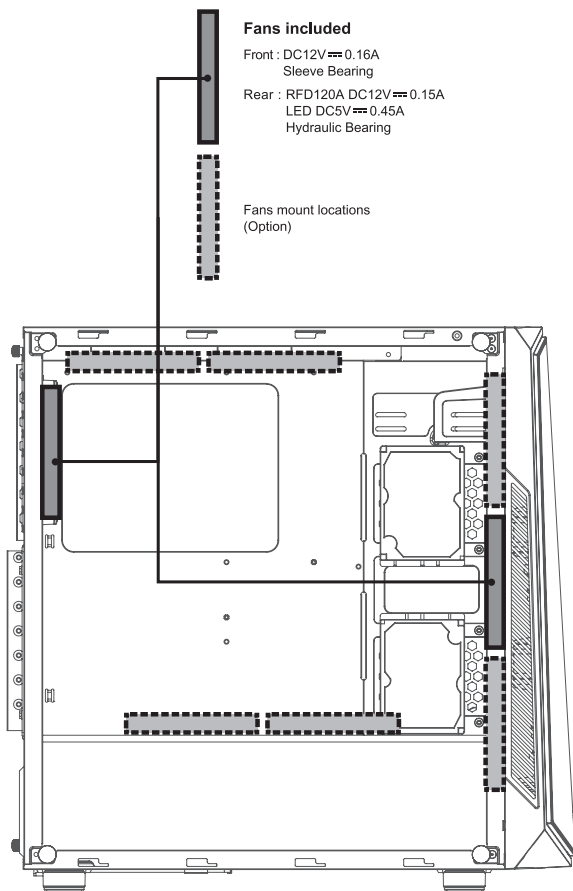 Fans included
Front : DC12V ⎓ 0.16A
Sleeve Bearing
Rear : RFD120A DC12V ⎓ 0.15A
LED DC5V ⎓ 0.45A
Hydraulic Bearing
Fans mount locations
(Option)